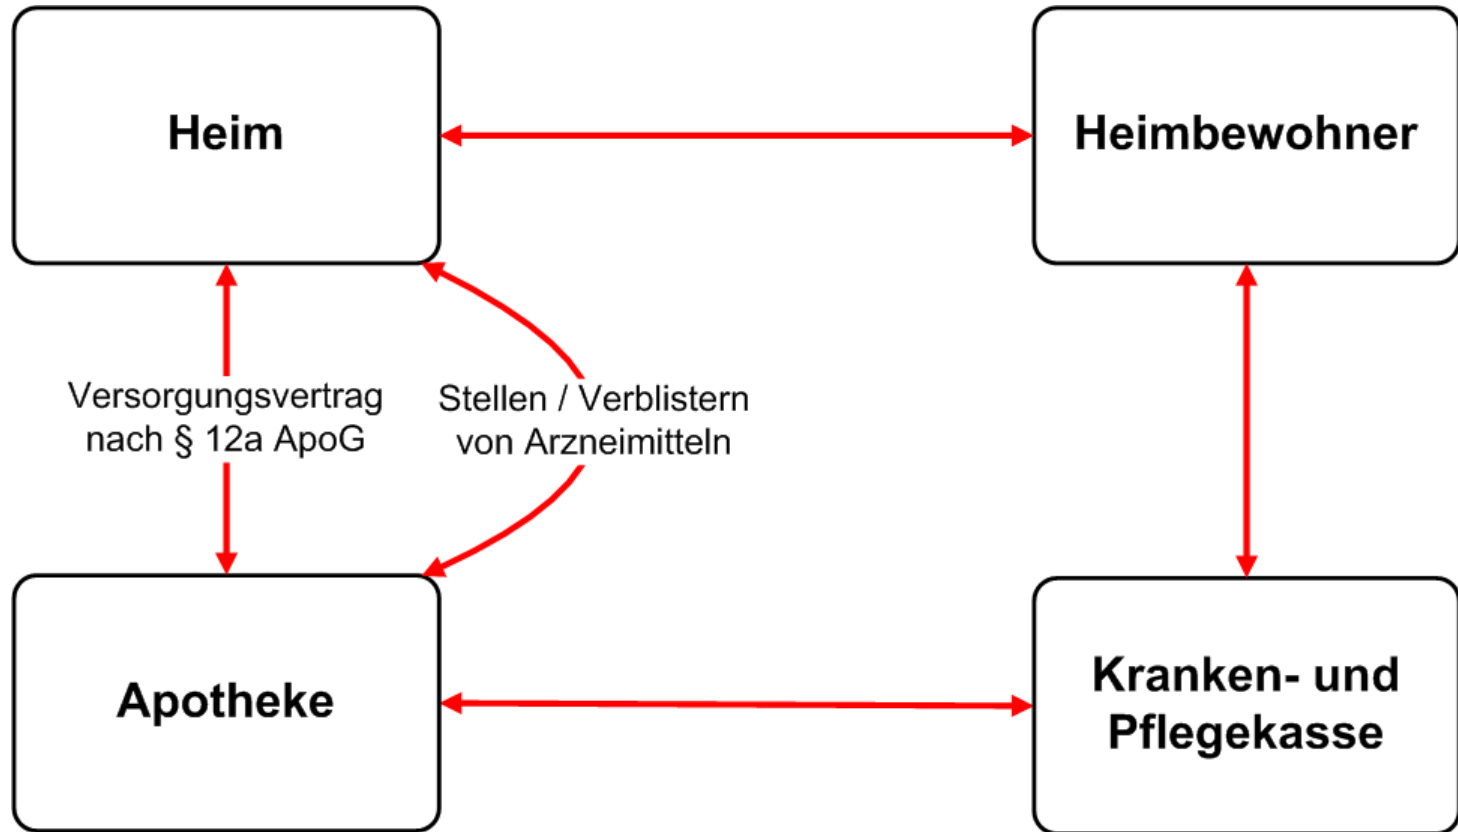 Heim
Heimbewohner
Versorgungsvertrag
nach § 12a ApoG
Stellen / Verblistern
von Arzneimitteln
Apotheke
Kranken- und
Pflegekasse